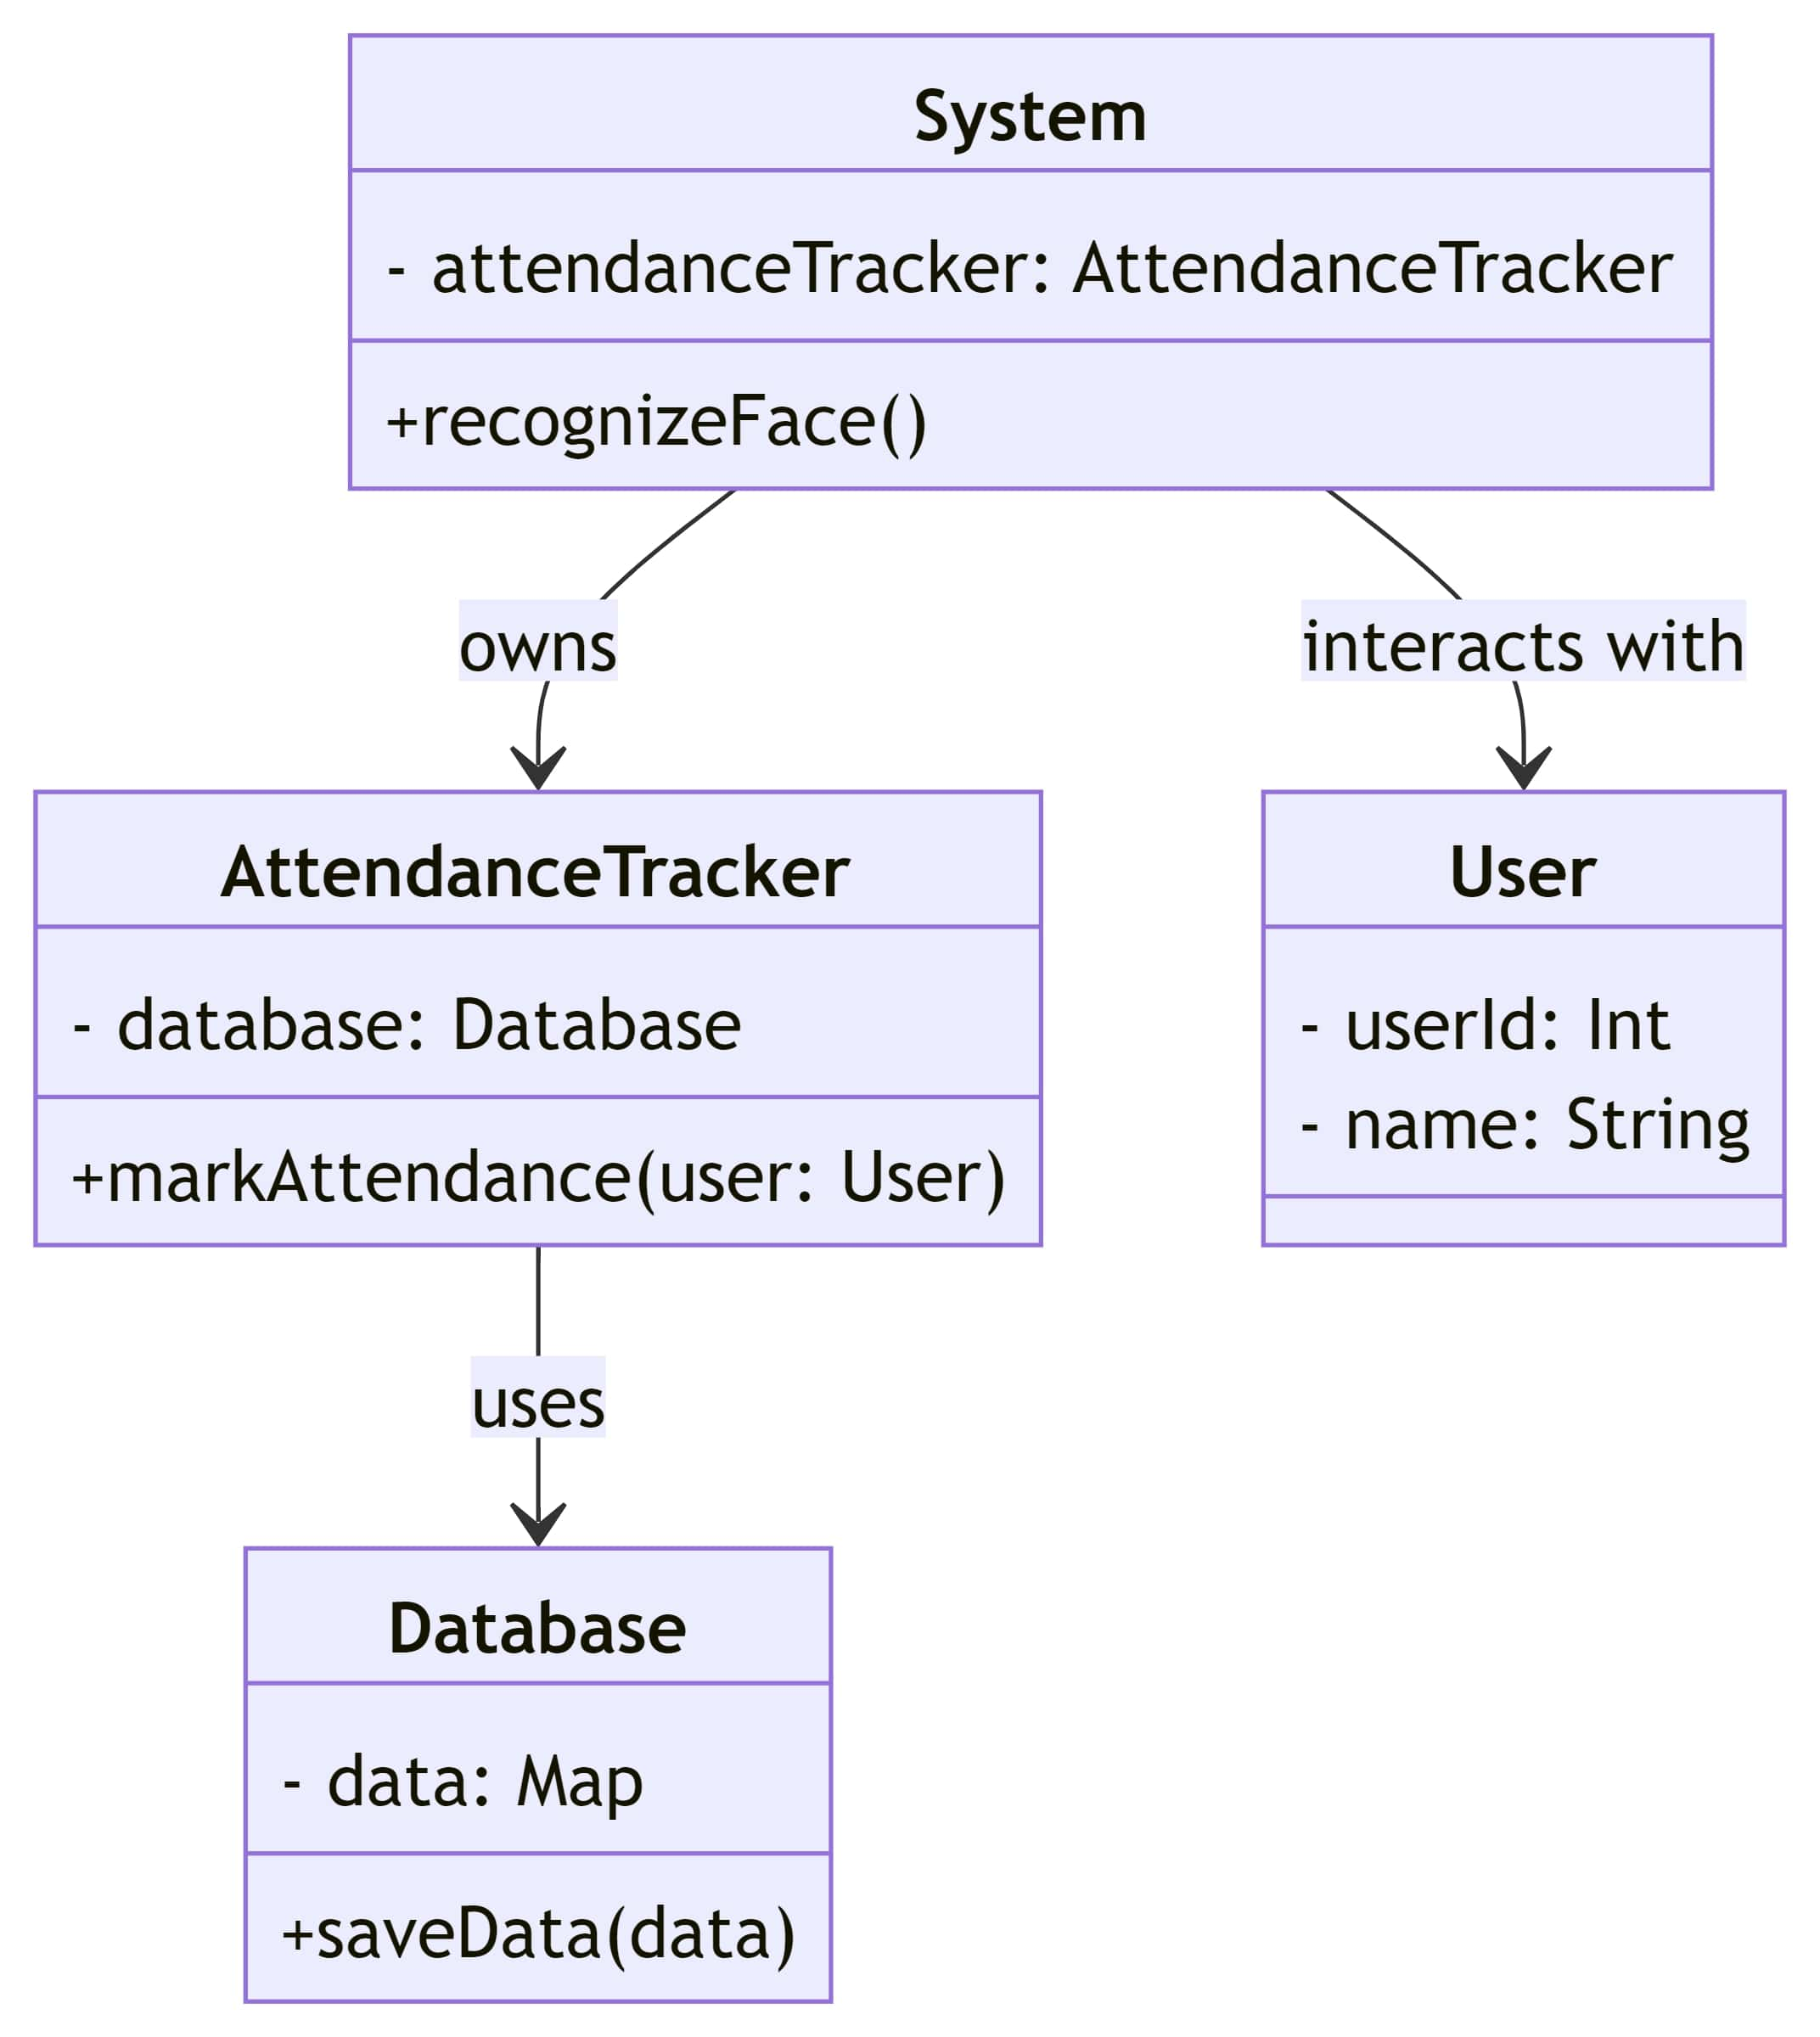 System
- attendanceTracker: AttendanceTracker
+recognizeFace()
owns
interacts with
AttendanceTracker
- database: Database
+markAttendance(user: User)
User
- userId: Int
- name: String
uses
Database
- data: Map
+saveData(data)